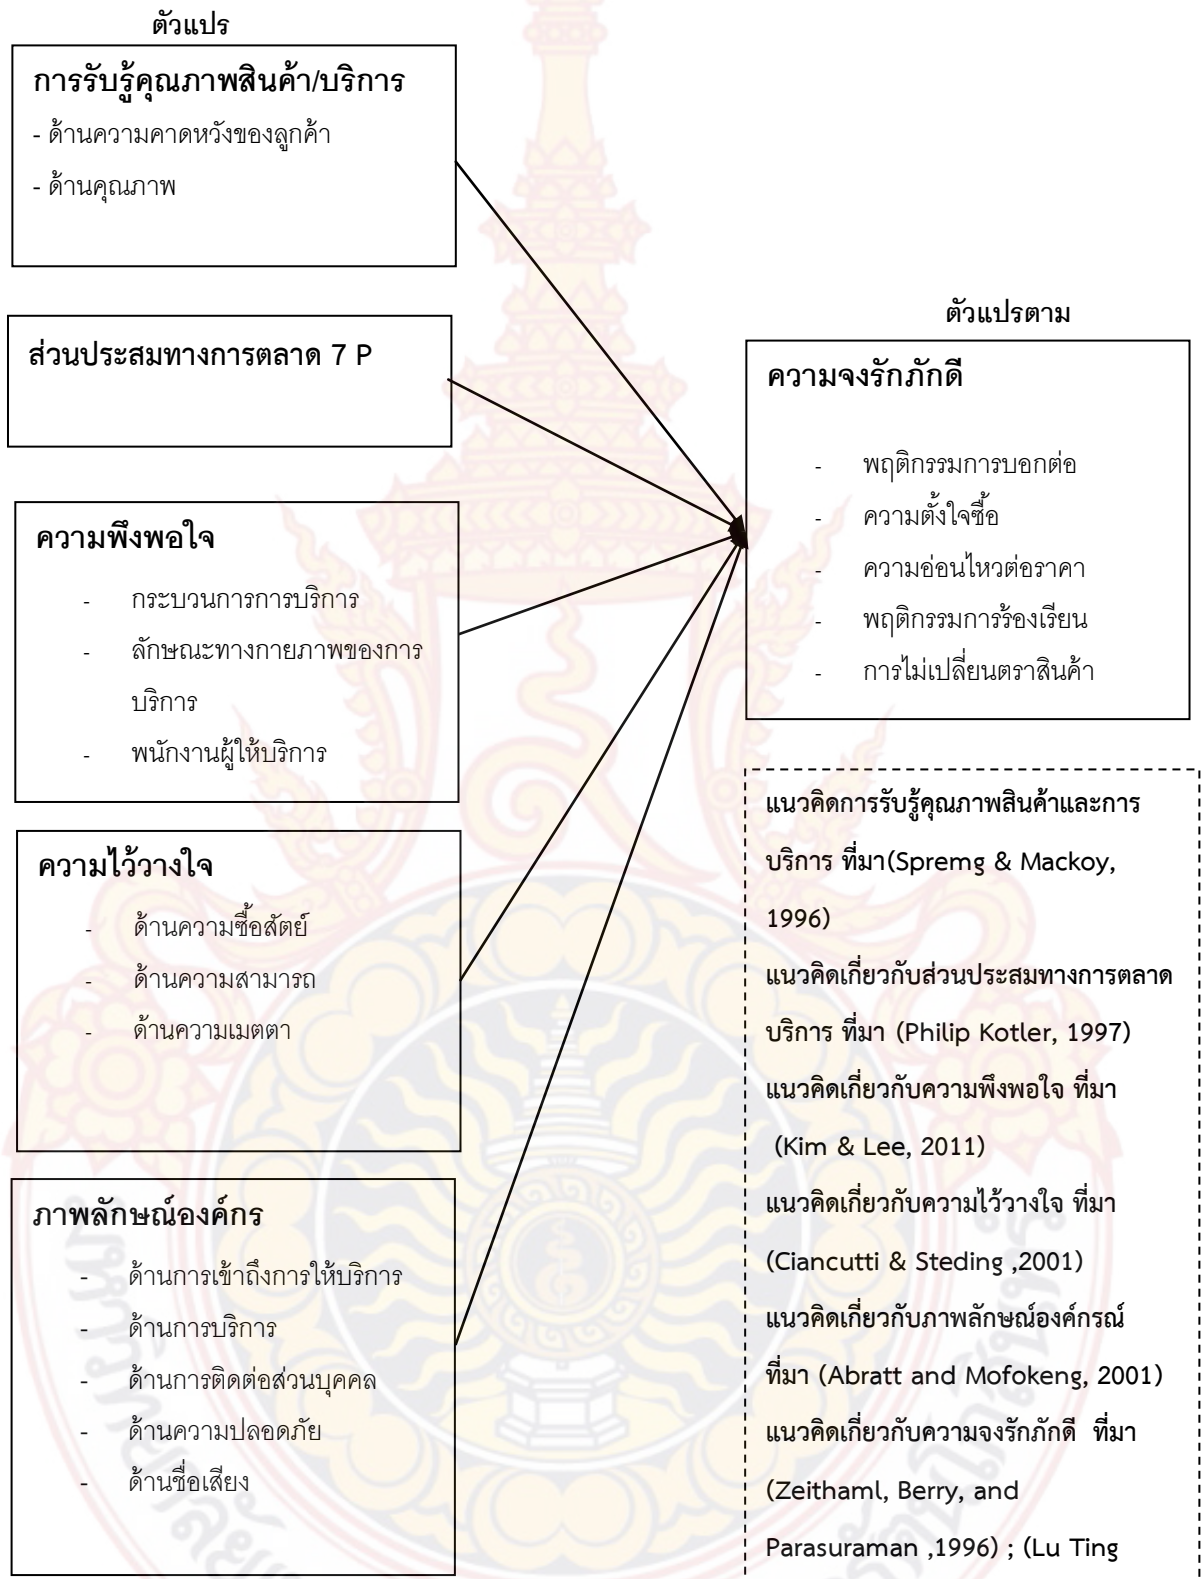 ตัวแปร
การรับรู้คุณภาพสินค้า/บริการ
- ด้านความคาดหวังของลูกค้า
- ด้านคุณภาพ
ส่วนประสมทางการตลาด 7 P
ความพึงพอใจ
- กระบวนการการบริการ
- ลักษณะทางกายภาพของการ
บริการ
- พนักงานผู้ให้บริการ
ความไว้วางใจ
- ด้านความซื้อสัตย์
- ด้านความสามารถ
- ด้านความเมตตา
ภาพลักษณ์องค์กร
- ด้านการเข้าถึงการให้บริการ
- ด้านการบริการ
- ด้านการติดต่อส่วนบุคคล
- ด้านความปลอดภัย
- ด้านชื่อเสียง
ตัวแปรตาม
ความจงรักภักดี
- พฤติกรรมการบอกต่อ
- ความตั้งใจซื้อ
- ความอ่อนไหวต่อราคา
- พฤติกรรมการร้องเรียน
- การไม่เปลี่ยนตราสินค้า
แนวคิดการรับรู้คุณภาพสินค้าและการ
บริการ ที่มา(Spremg & Mackoy,
1996)
แนวคิดเกี่ยวกับส่วนประสมทางการตลาด
บริการ ที่มา (Philip Kotler, 1997)
แนวคิดเกี่ยวกับความพึงพอใจ ที่มา
(Kim & Lee, 2011)
แนวคิดเกี่ยวกับความไว้วางใจ ที่มา
(Ciancutti & Steding ,2001)
แนวคิดเกี่ยวกับภาพลักษณ์องค์กรณ์
ที่มา (Abratt and Mofokeng, 2001)
แนวคิดเกี่ยวกับความจงรักภักดี ที่มา
(Zeithaml, Berry, and
Parasuraman ,1996) ; (Lu Ting